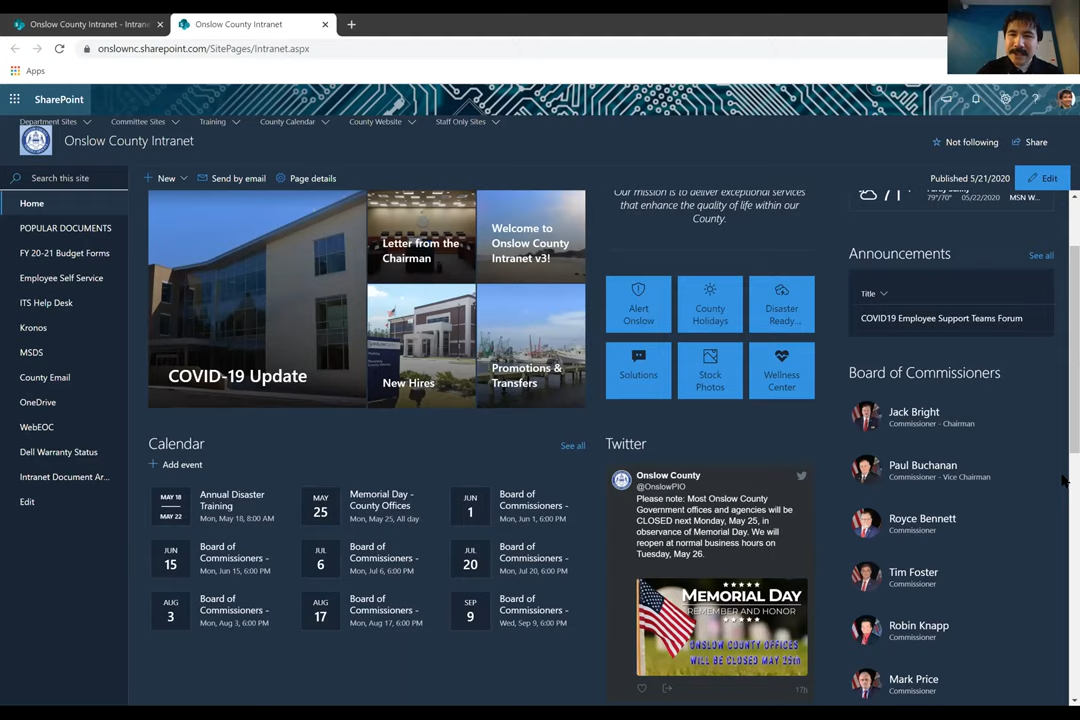 Onslow County Intranet - Intrane
Onslow County Intranet
onslownc.sharepoint.com/SitePages/Intranet.aspx
Apps
SharePoint
Department Sites
Committee Sites
Training
County Calendar
County Website
Staff Only Sites
Onslow County Intranet
Not following
Share
Search this site
New
Send by email
Page details
Published 5/21/2020
Edit
Home
POPULAR DOCUMENTS
FY 20-21 Budget Forms
Employee Self Service
ITS Help Desk
Kronos
MSDS
County Email
OneDrive
WebEOC
Dell Warranty Status
Intranet Document Ar...
Edit
COVID-19 Update
Letter from the
Chairman
Welcome to
Onslow County
Intranet v3!
New Hires
Promotions &
Transfers
Our mission is to deliver exceptional services
that enhance the quality of life within our
County.
Alert
Onslow
County
Holidays
Disaster
Ready...
Solutions
Stock
Photos
Wellness
Center
71
79°/70°
05/22/2020
MSN W...
Announcements
See all
Title
COVID19 Employee Support Teams Forum
Board of Commissioners
Jack Bright
Commissioner - Chairman
Paul Buchanan
Commissioner - Vice Chairman
Royce Bennett
Commissioner
Tim Foster
Commissioner
Robin Knapp
Commissioner
Mark Price
Commissioner
Calendar
See all
Add event
MAY 18
MAY 22
Annual Disaster
Training
Mon, May 18, 8:00 AM
MAY
25
Memorial Day -
County Offices
Mon, May 25, All day
JUN
1
Board of
Commissioners -
Mon, Jun 1, 6:00 PM
JUN
15
Board of
Commissioners -
Mon, Jun 15, 6:00 PM
JUL
6
Board of
Commissioners -
Mon, Jul 6, 6:00 PM
JUL
20
Board of
Commissioners -
Mon, Jul 20, 6:00 PM
AUG
3
Board of
Commissioners -
Mon, Aug 3, 6:00 PM
AUG
17
Board of
Commissioners -
Mon, Aug 17, 6:00 PM
SEP
9
Board of
Commissioners -
Wed, Sep 9, 6:00 PM
Twitter
Onslow County
@OnslowPIO
Please note: Most Onslow County
Government offices and agencies will be
CLOSED next Monday, May 25, in
observance of Memorial Day. We will
reopen at normal business hours on
Tuesday, May 26.
MEMORIAL DAY
REMEMBER AND HONOR
ONSLOW COUNTY OFFICES
WILL BE CLOSED MAY 25th
17h